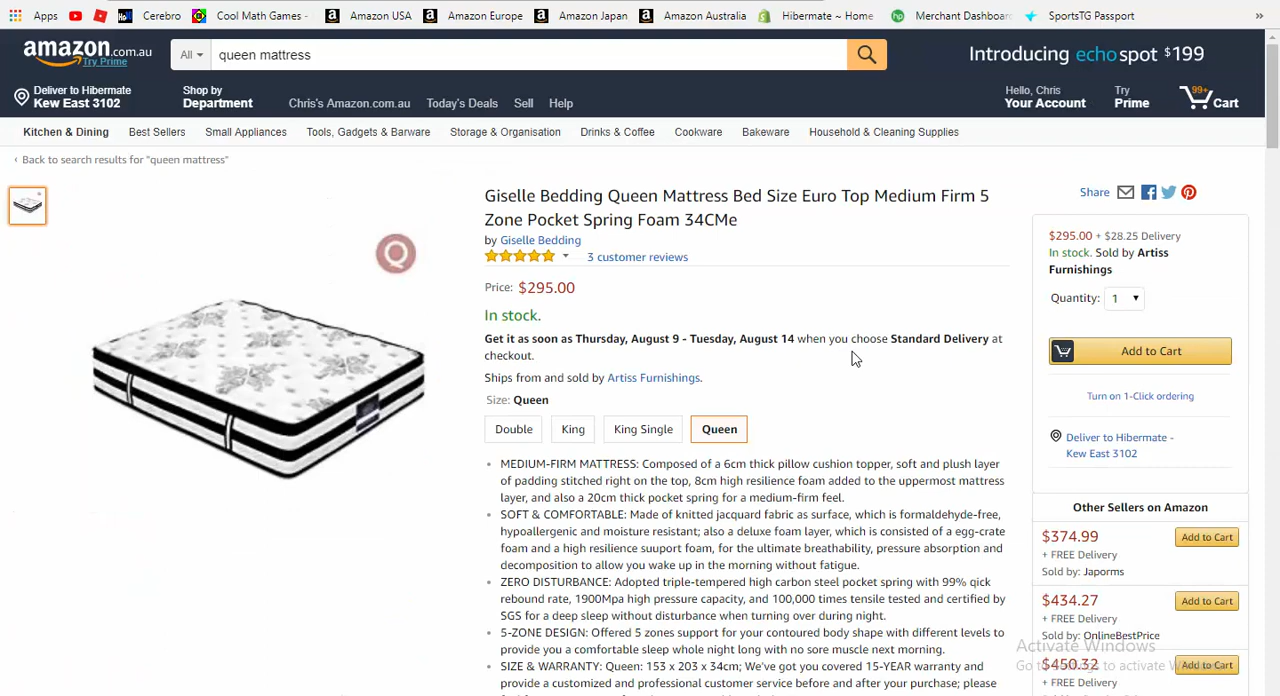 Apps Cerebro Cool Math Games - Amazon USA Amazon Europe Amazon Japan Amazon Australia Hibermate ~ Home Merchant Dashboar SportsTG Passport »
amazon.com.au
Try Prime
All queen mattress
Introducing echo spot $199
Deliver to Hibermate
Kew East 3102
Shop by
Department
Chris's Amazon.com.au Today's Deals Sell Help
Hello, Chris
Your Account
Try
Prime
99+
Cart
Kitchen & Dining Best Sellers Small Appliances Tools, Gadgets & Barware Storage & Organisation Drinks & Coffee Cookware Bakeware Household & Cleaning Supplies
‹ Back to search results for "queen mattress"
Q
Giselle Bedding Queen Mattress Bed Size Euro Top Medium Firm 5
Zone Pocket Spring Foam 34CMe
by Giselle Bedding
3 customer reviews
Price: $295.00
In stock.
Get it as soon as Thursday, August 9 - Tuesday, August 14 when you choose Standard Delivery at
checkout.
Ships from and sold by Artiss Furnishings.
Size: Queen
Double King King Single Queen
• MEDIUM-FIRM MATTRESS: Composed of a 6cm thick pillow cushion topper, soft and plush layer
of padding stitched right on the top, 8cm high resilience foam added to the uppermost mattress
layer, and also a 20cm thick pocket spring for a medium-firm feel.
• SOFT & COMFORTABLE: Made of knitted jacquard fabric as surface, which is formaldehyde-free,
hypoallergenic and moisture resistant; also a deluxe foam layer, which is consisted of a egg-crate
foam and a high resilience support foam, for the ultimate breathability, pressure absorption and
decomposition to allow you wake up in the morning without fatigue.
• ZERO DISTURBANCE: Adopted triple-tempered high carbon steel pocket spring with 99% qick
rebound rate, 1900Mpa high pressure capacity, and 100,000 times tensile tested and certified by
SGS for a deep sleep without disturbance when turning over during night.
• 5-ZONE DESIGN: Offered 5 zones support for your contoured body shape with different levels to
provide you a comfortable sleep whole night long with no sore muscle next morning.
• SIZE & WARRANTY: Queen: 153 x 203 x 34cm; We've got you covered 15-YEAR warranty and
provide a customized and professional customer service before and after your purchase; please
Share
$295.00 + $28.25 Delivery
In stock. Sold by Artiss
Furnishings
Quantity: 1
Add to Cart
Turn on 1-Click ordering
Deliver to Hibermate -
Kew East 3102
Other Sellers on Amazon
$374.99 Add to Cart
+ FREE Delivery
Sold by: Japorms
$434.27 Add to Cart
+ FREE Delivery
Sold by: OnlineBestPrice
Activate Windows
$450.32 Add to Cart
+ FREE Delivery